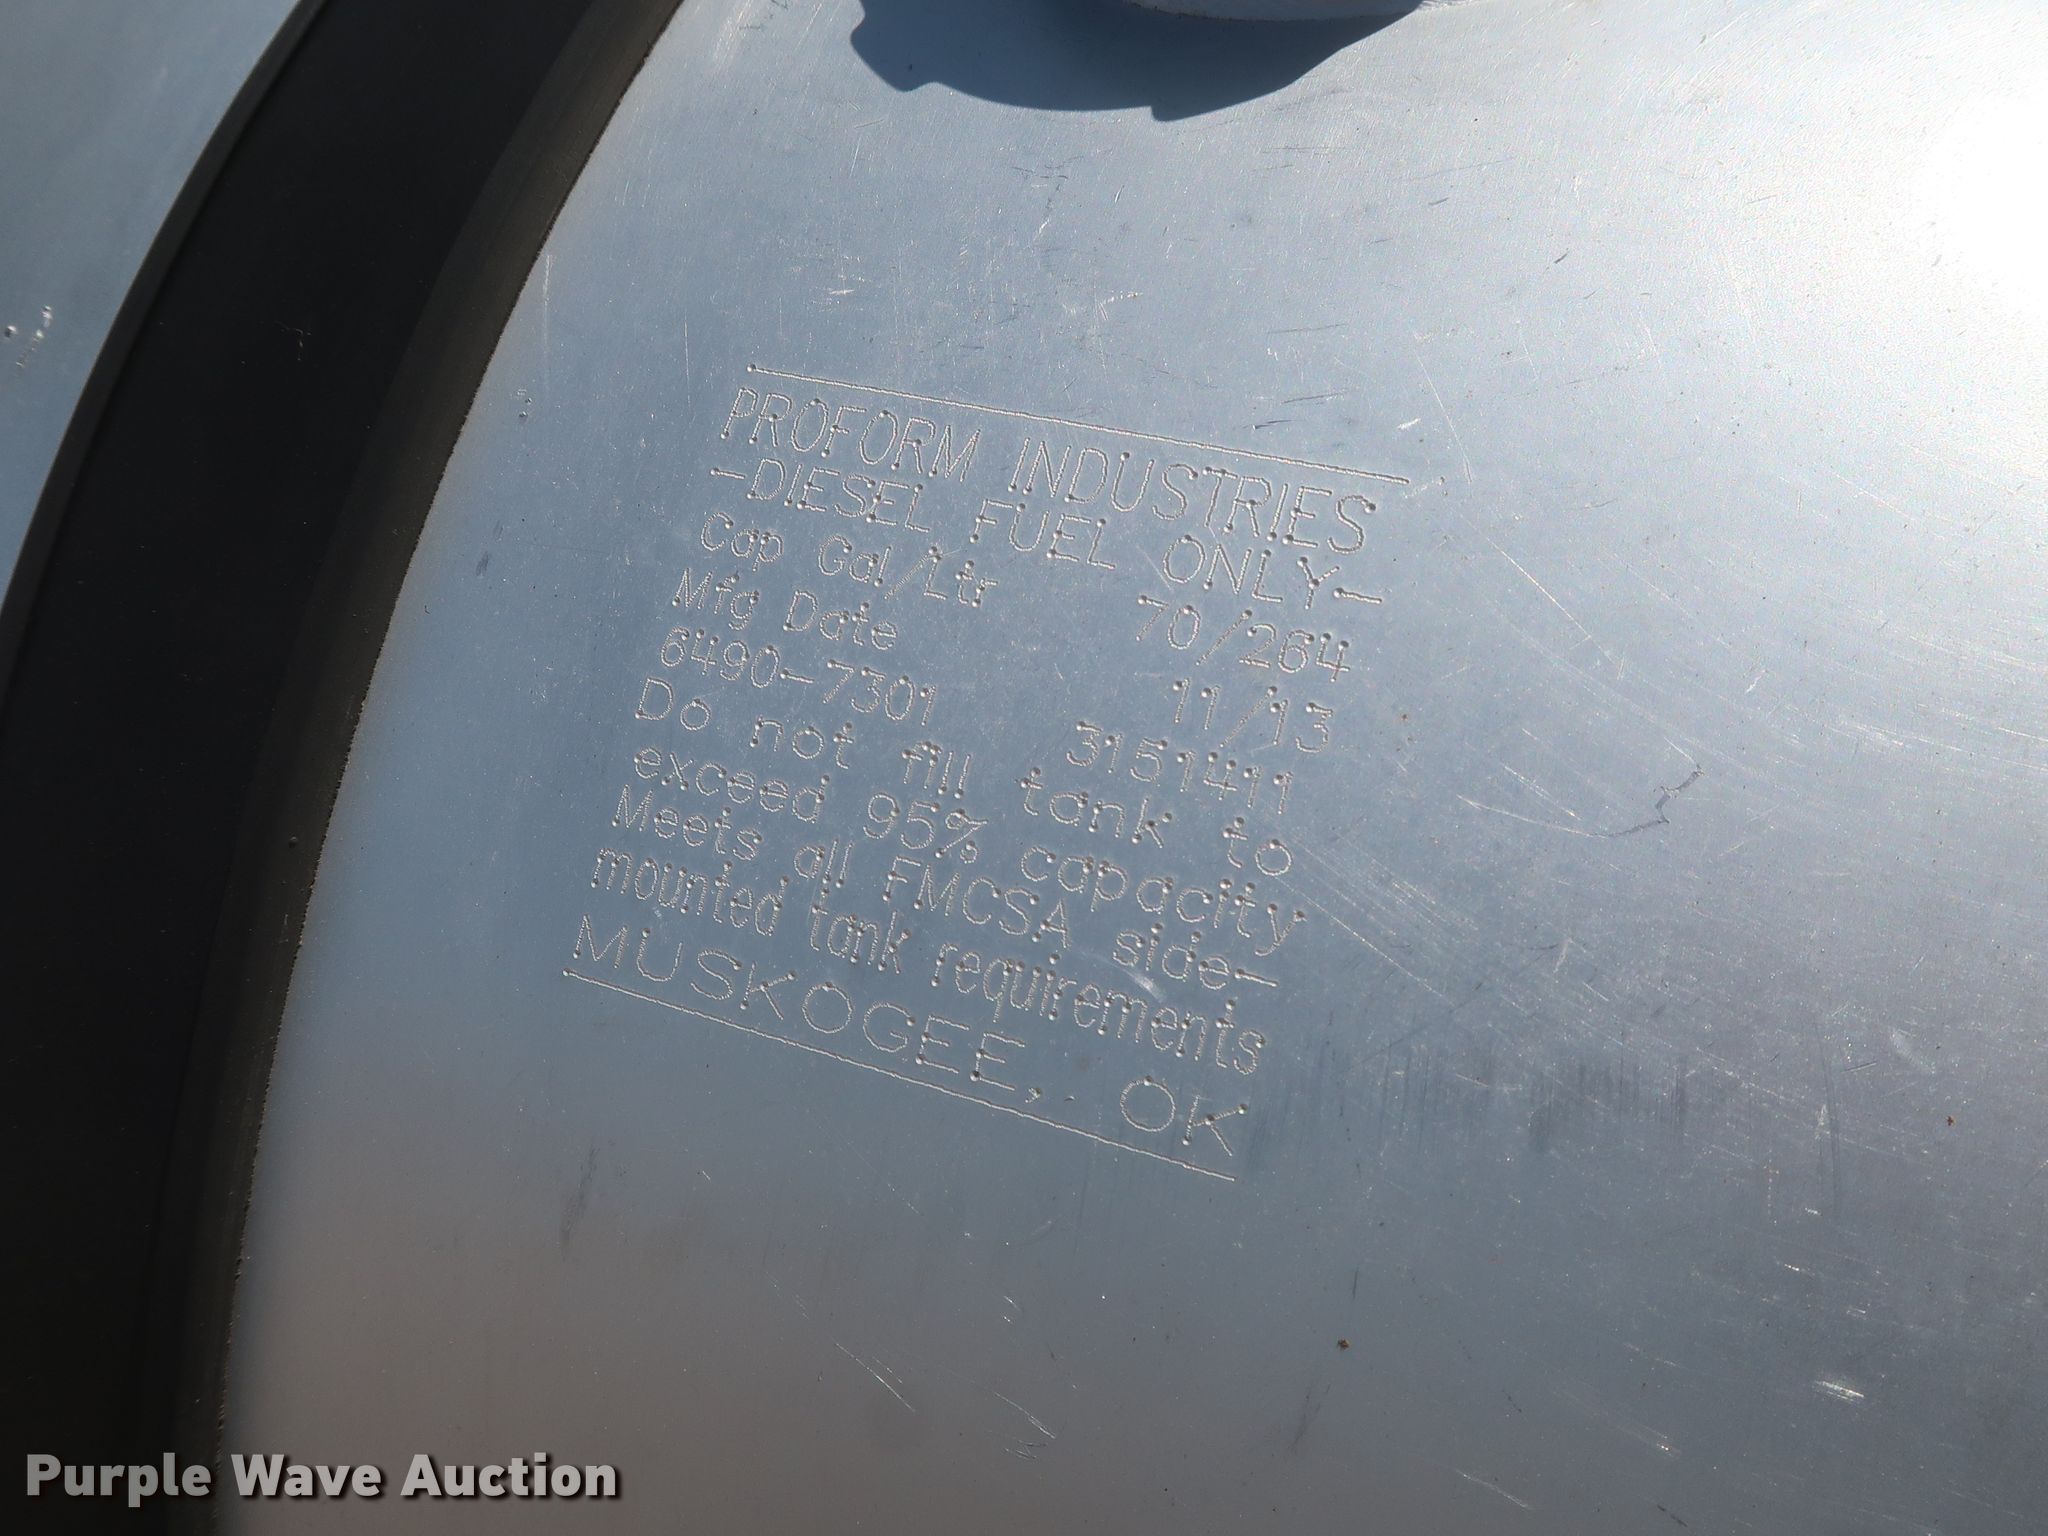 PROFORM INDUSTRIES
-DIESEL FUEL ONLY-
Cap Gal/Ltr 70/264
Mfg Date 11/13
6490-7301 3151411
Do not fill tank to
exceed 95% capacity
Meets all FMCSA side-
mounted tank requirements
MUSKOGEE, OK
Purple Wave Auction